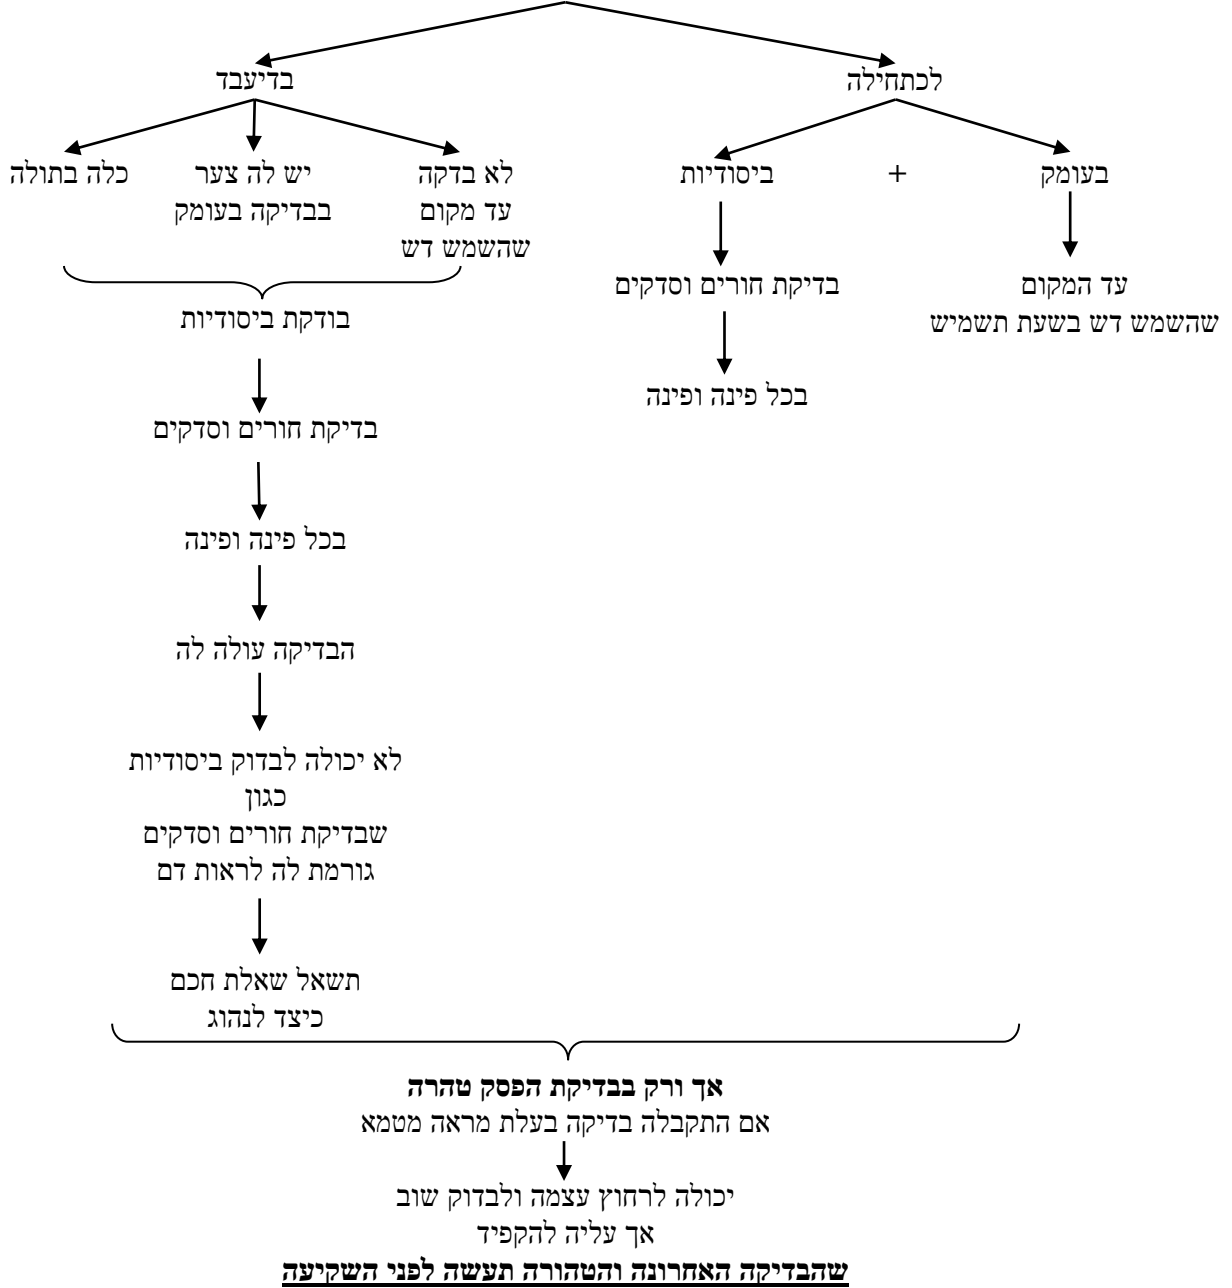 לכתחילה
בעומק
+
ביסודיות
עד המקום
שהשמש דש בשעת תשמיש
בדיקת חורים וסדקים
בכל פינה ופינה
בדיעבד
לא בדקה
עד מקום
שהשמש דש
יש לה צער
בבדיקה בעומק
כלה בתולה
בודקת ביסודיות
בדיקת חורים וסדקים
בכל פינה ופינה
הבדיקה עולה לה
לא יכולה לבדוק ביסודיות
כגון
שבדיקת חורים וסדקים
גורמת לה לראות דם
תשאל שאלת חכם
כיצד לנהוג
אך ורק בבדיקת הפסק טהרה
אם התקבלה בדיקה בעלת מראה מטמא
יכולה לרחוץ עצמה ולבדוק שוב
אך עליה להקפיד
שהבדיקה האחרונה והטהורה תעשה לפני השקיעה